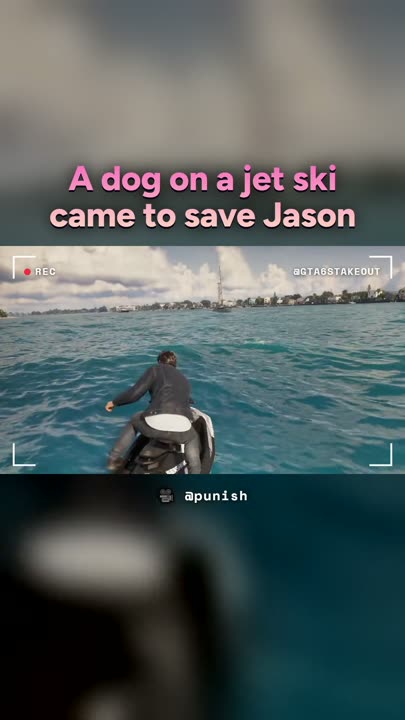 A dog on a jet ski
came to save Jason
REC
@GTA6STAKEOUT
@punish